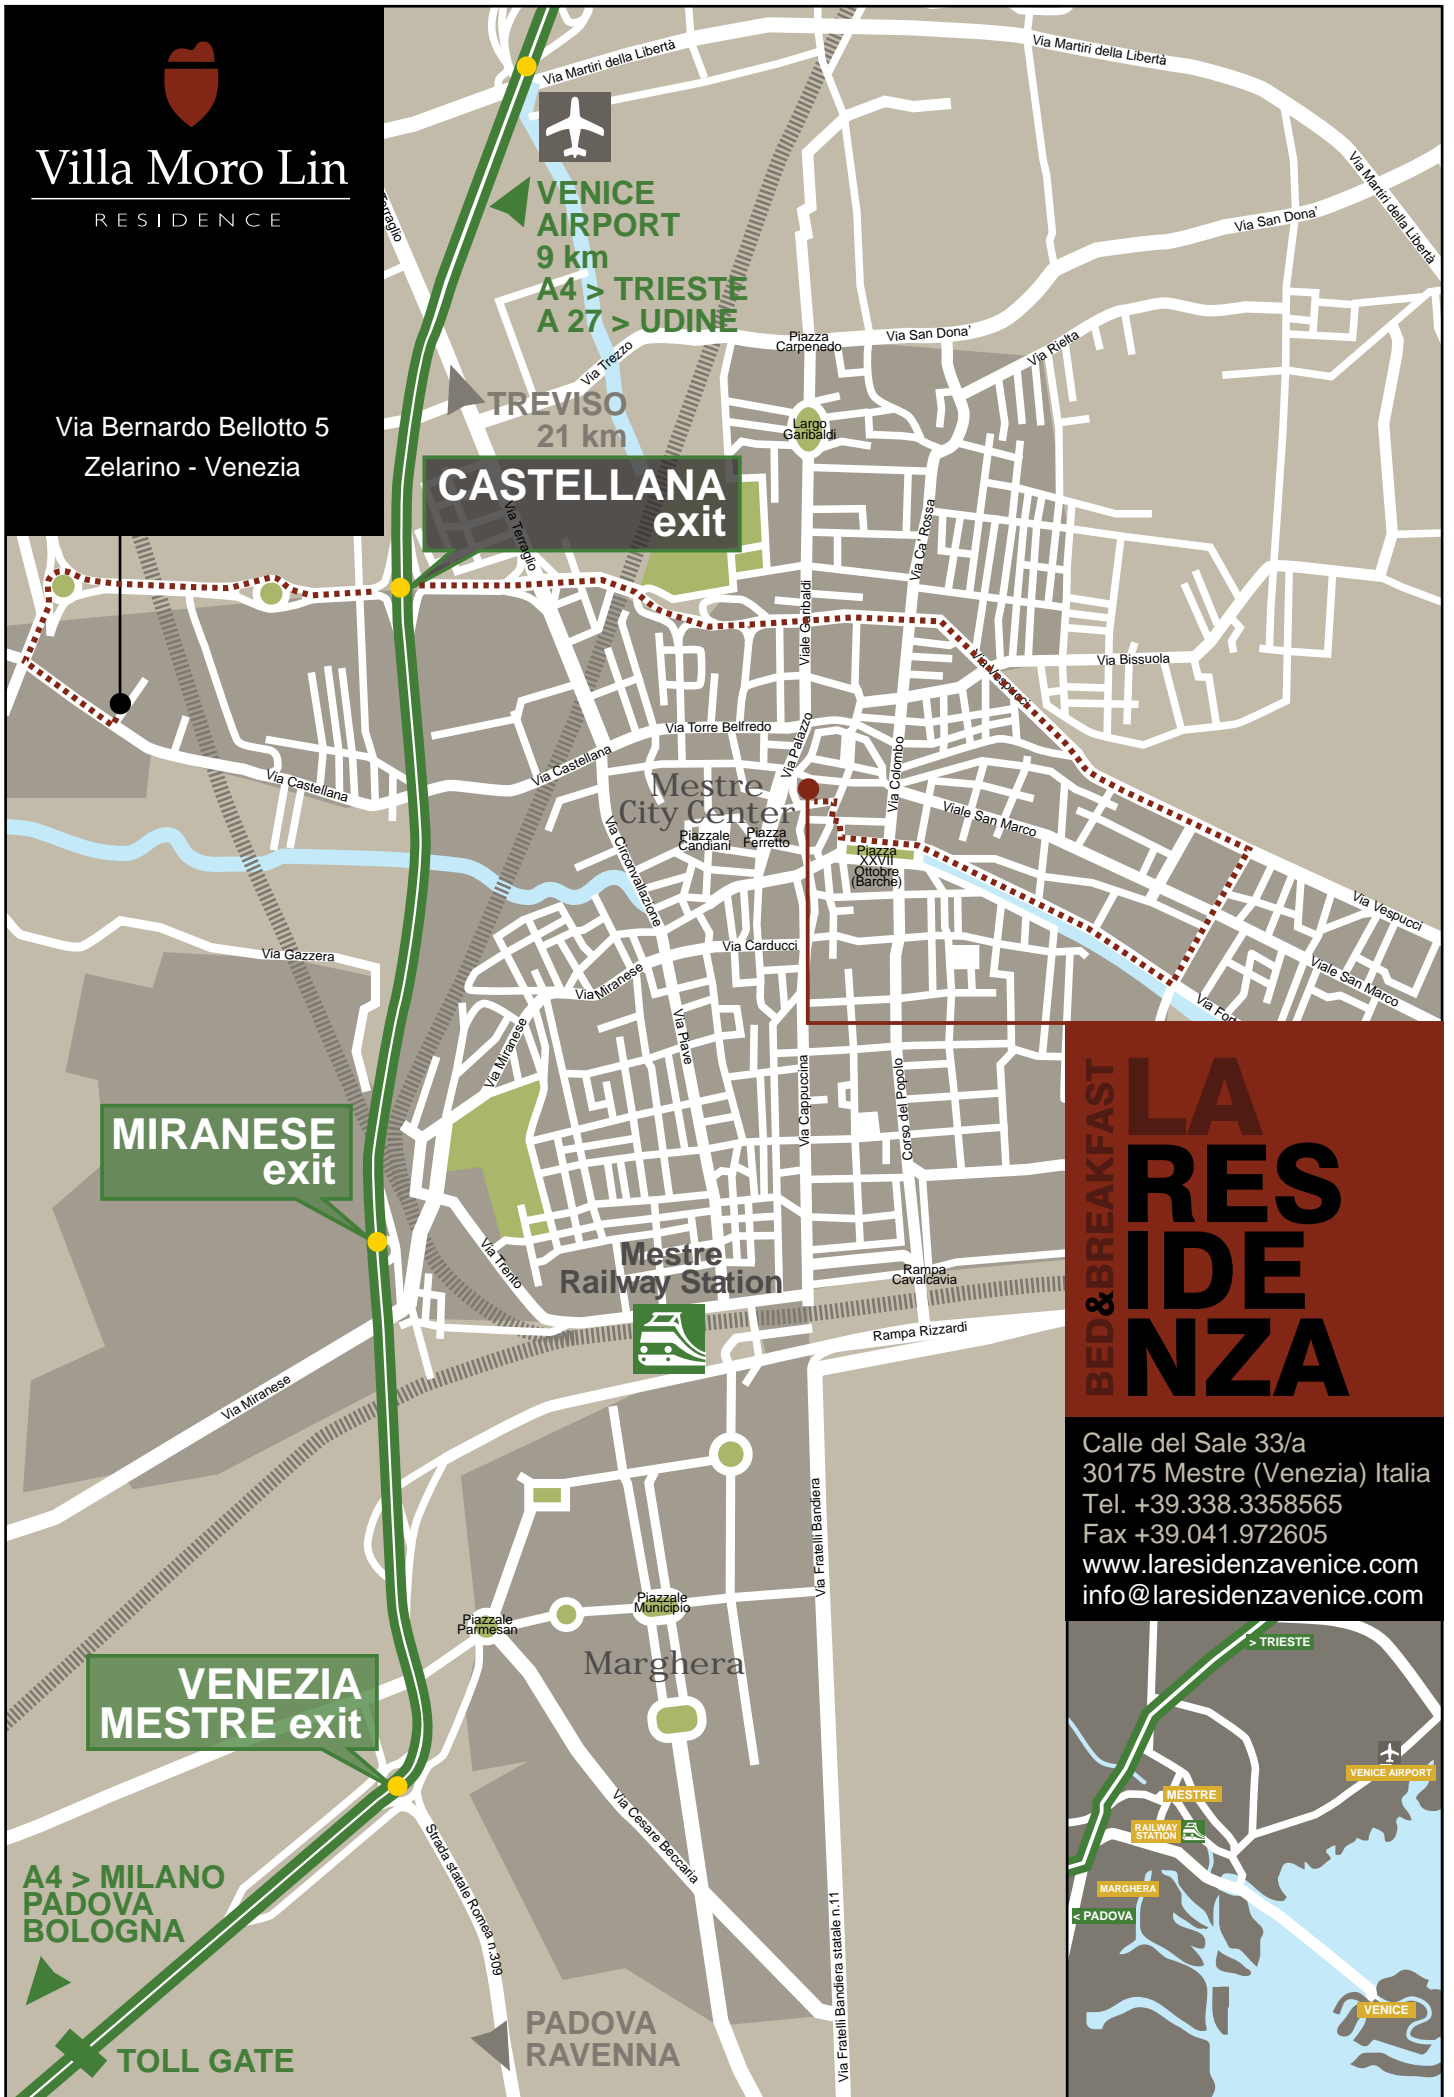 Villa Moro Lin
RESIDENCE
Via Bernardo Bellotto 5
Zelarino - Venezia
Via Martiri della Libertà
Via Martiri della Libertà
Via Martiri della Libertà
Terraglio
VENICE
AIRPORT
9 km
A4 > TRIESTE
A 27 > UDINE
Via San Dona'
Via San Dona'
Piazza
Carpenedo
Via Rielta
Via Trezzo
TREVISO
21 km
Largo
Garibaldi
CASTELLANA
exit
Via Terraglio
Via Ca' Rossa
Viale Garibaldi
Via Vespucci
Via Bissuola
Via Torre Belfredo
Via Palazzo
Via Castellana
Via Castellana
Via Colombo
Mestre
City Center
Viale San Marco
Via Circonvallazione
Piazzale
Candiani
Piazza
Ferretto
Piazza
XXVII
Ottobre
(Barche)
Via Vespucci
Via Carducci
Via Gazzera
Via Miranese
Viale San Marco
Via Fort
Via Miranese
Via Piave
Via Cappuccina
Corso del Popolo
MIRANESE
exit
Via Trento
Mestre
Railway Station
Rampa
Cavalcavia
Rampa Rizzardi
Via Miranese
BED&BREAKFAST
LA
RES
IDE
NZA
Calle del Sale 33/a
30175 Mestre (Venezia) Italia
Tel. +39.338.3358565
Fax +39.041.972605
www.laresidenzavenice.com
info@laresidenzavenice.com
Via Fratelli Bandiera
Piazzale
Municipio
Piazzale
Parmesan
Marghera
VENEZIA
MESTRE exit
Via Cesare Beccaria
Strada statale Romea n.309
Via Fratelli Bandiera statale n.11
A4 > MILANO
PADOVA
BOLOGNA
TOLL GATE
PADOVA
RAVENNA
> TRIESTE
VENICE AIRPORT
MESTRE
RAILWAY
STATION
MARGHERA
< PADOVA
VENICE